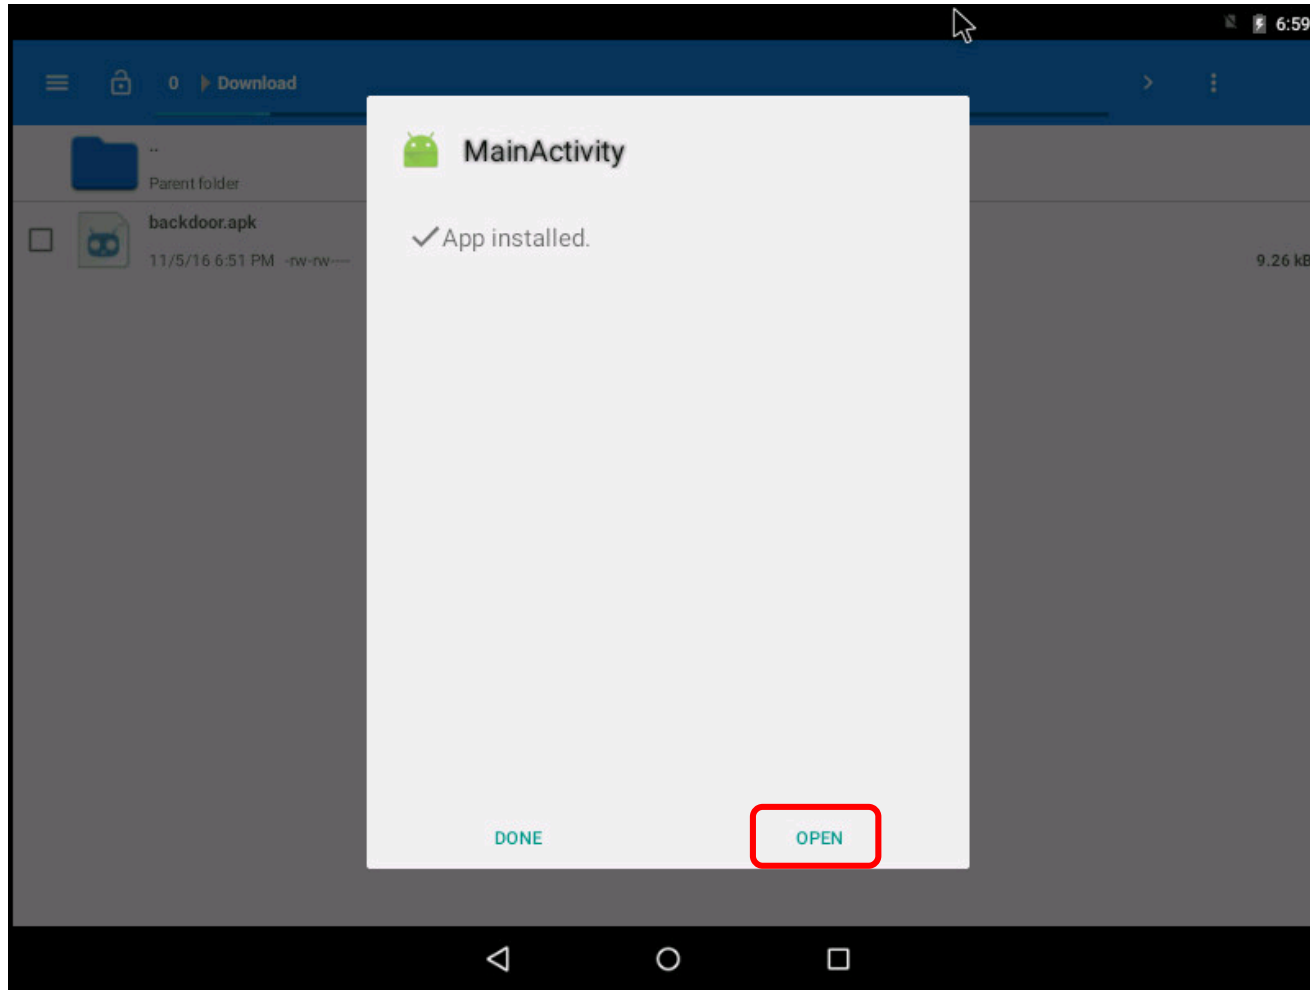 6:59
0 Download
MainActivity
..
Parent folder
backdoor.apk
App installed.
11/5/16 6:51 PM -rw-rw----
9.26 kB
DONE
OPEN